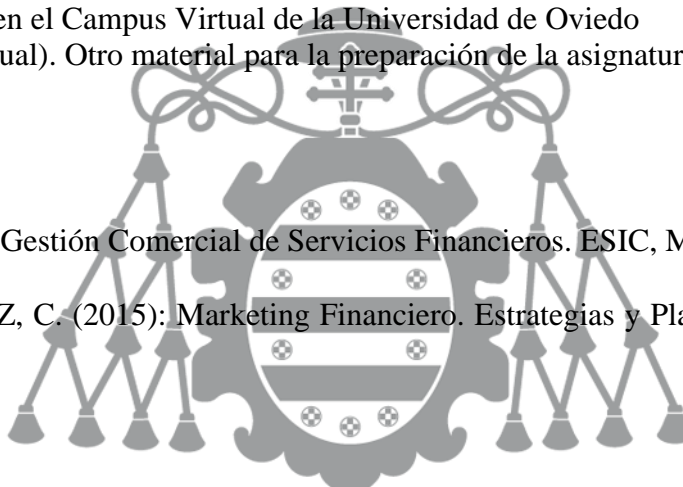 en el Campus Virtual de la Universidad de Oviedo
ual). Otro material para la preparación de la asignatur
Gestión Comercial de Servicios Financieros. ESIC, M
Z, C. (2015): Marketing Financiero. Estrategias y Pla